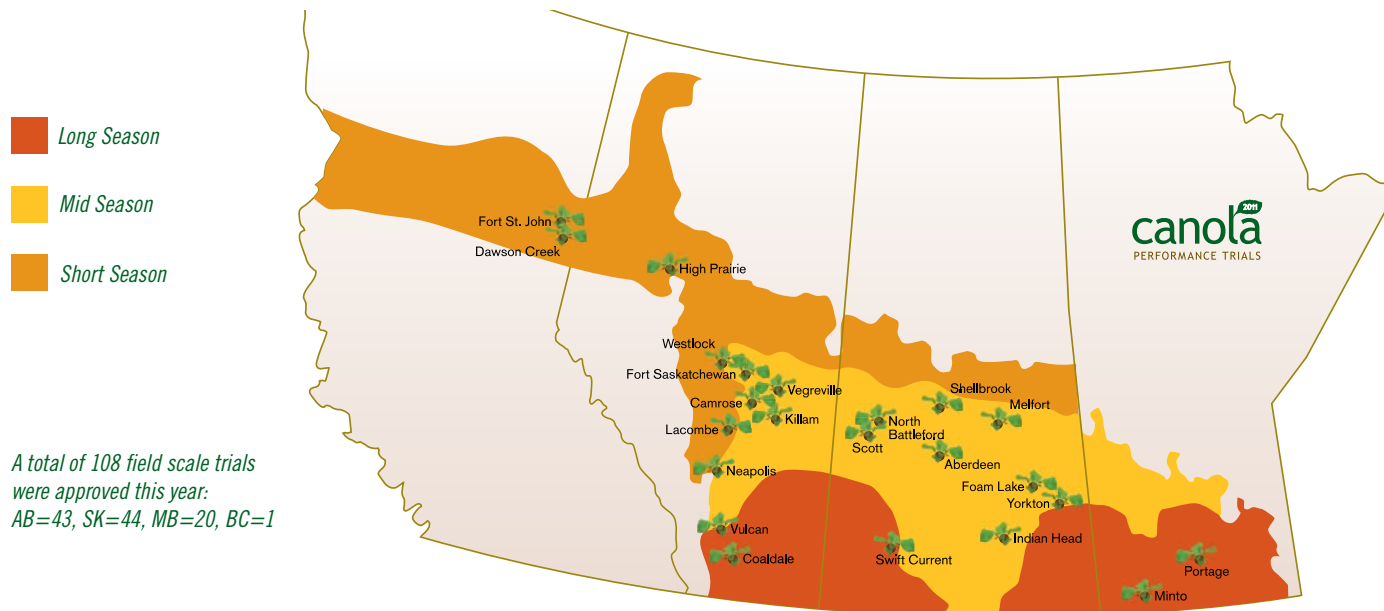 Long Season
Mid Season
Short Season
A total of 108 field scale trials
were approved this year:
AB=43, SK=44, MB=20, BC=1
2011
canola
PERFORMANCE TRIALS
Fort St. John
Dawson Creek
High Prairie
Westlock
Fort Saskatchewan
Vegreville
Camrose
Killam
Lacombe
Neapolis
Vulcan
Coaldale
Shellbrook
Melfort
North
Battleford
Scott
Aberdeen
Foam Lake
Yorkton
Indian Head
Swift Current
Portage
Minto